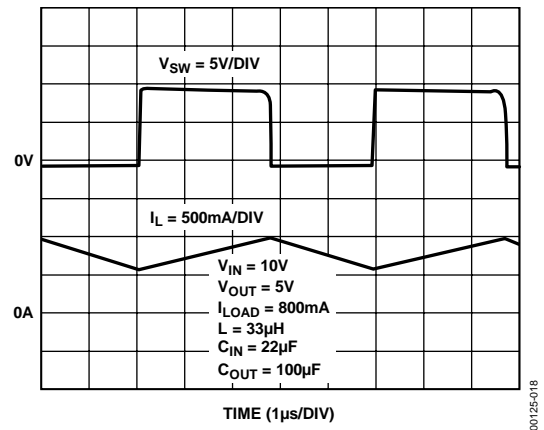 V_SW = 5V/DIV
0V
I_L = 500mA/DIV
V_IN = 10V
V_OUT = 5V
0A
I_LOAD = 800mA
L = 33µH
C_IN = 22µF
C_OUT = 100µF
TIME (1µs/DIV)
00125-018